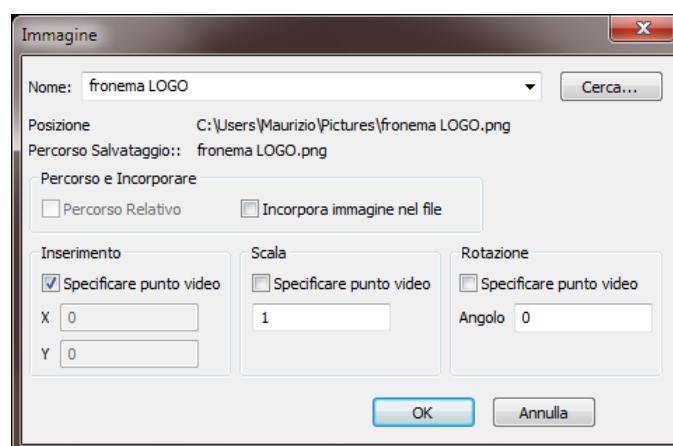 Immagine
Nome: fronema LOGO Cerca...
Posizione C:\Users\Maurizio\Pictures\fronema LOGO.png
Percorso Salvataggio:: fronema LOGO.png
Percorso e Incorporare
Percorso Relativo Incorpora immagine nel file
Inserimento Scala Rotazione
Specificare punto video Specificare punto video Specificare punto video
X 0 1 Angolo 0
Y 0
OK Annulla